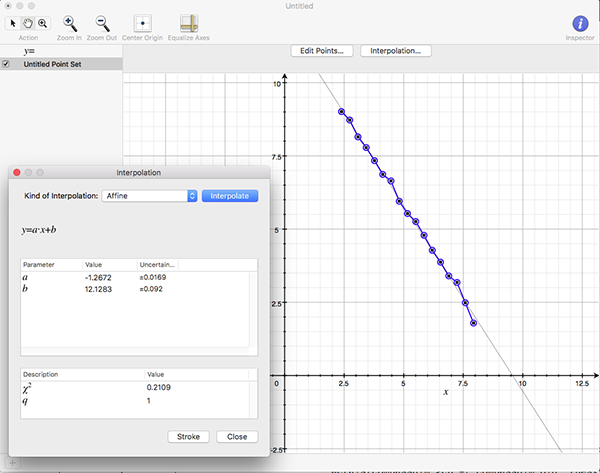 Untitled
Action
Zoom In
Zoom Out
Center Origin
Equalize Axes
i
Inspector
y=
Untitled Point Set
Edit Points...
Interpolation...
10
7.5
5
2.5
0
2.5
5
7.5
10
12.5
-2.5
x
Interpolation
Kind of Interpolation: Affine
Interpolate
y=a·x+b
Parameter Value Uncertain...
a -1.2672 ±0.0169
b 12.1283 ±0.092
Description Value
χ² 0.2109
q 1
Stroke
Close